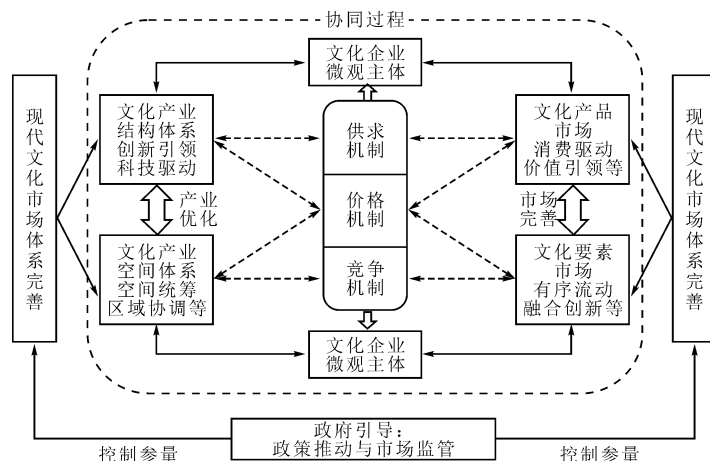 协同过程
文化企业
微观主体
现代文化市场体系完善
文化产业
结构体系
创新引领
科技驱动
供求
机制
文化产品
市场
消费驱动
价值引领等
现代文化市场体系完善
产业
优化
价格
机制
市场
完善
文化产业
空间体系
空间统筹
区域协调等
竞争
机制
文化要素
市场
有序流动
融合创新等
文化企业
微观主体
政府引导：
政策推动与市场监管
控制参量
控制参量